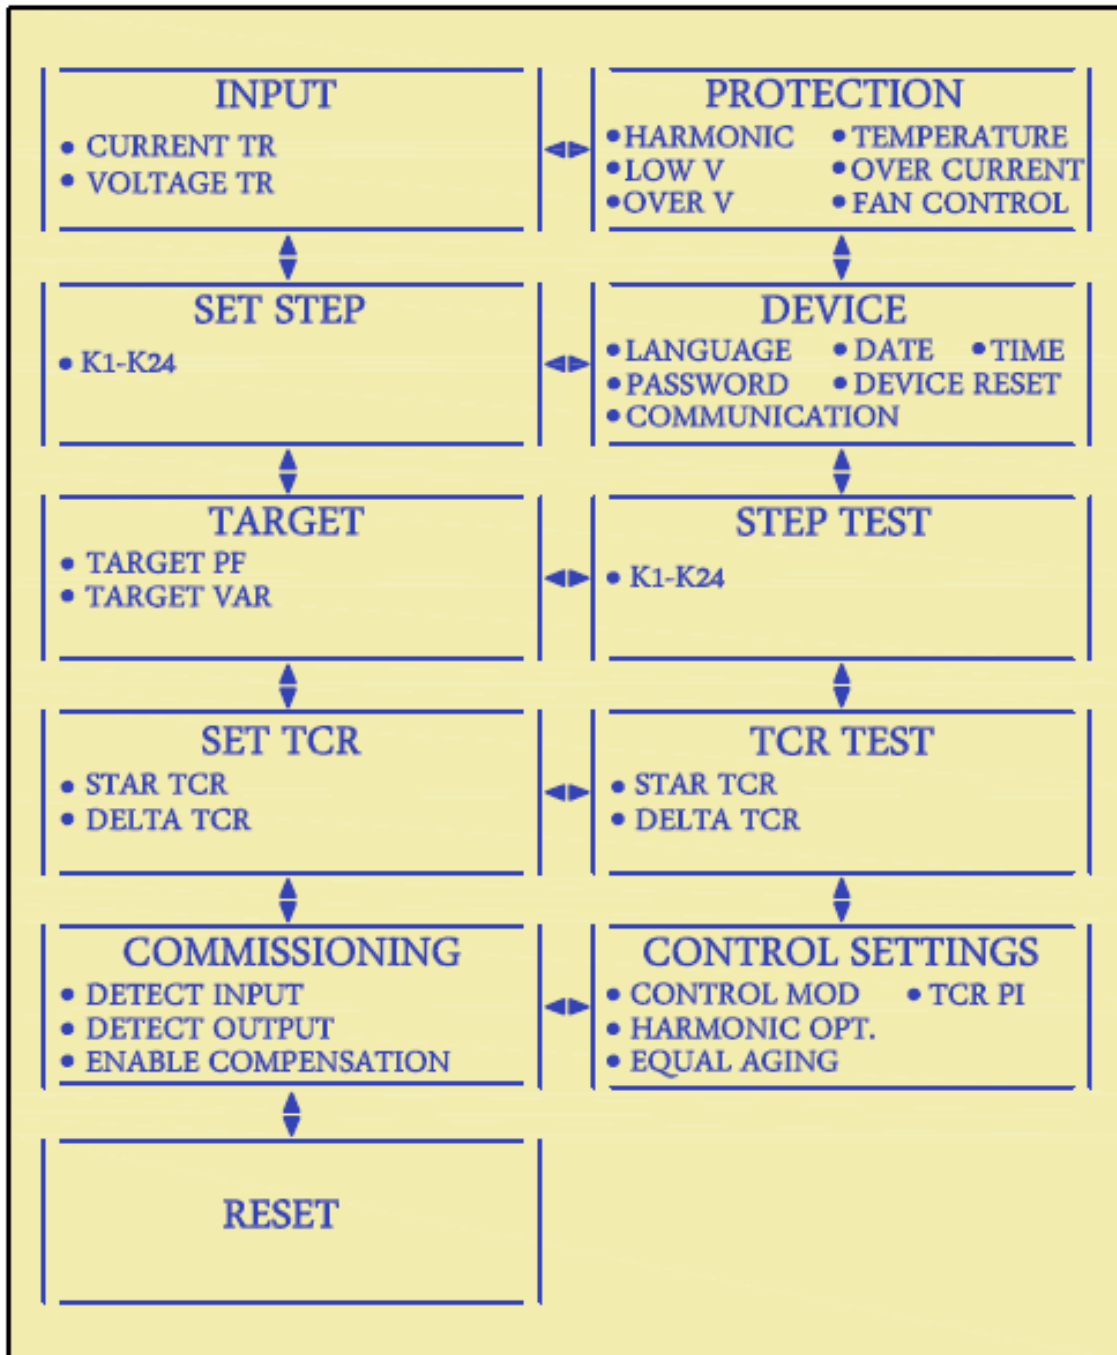 INPUT
• CURRENT TR
• VOLTAGE TR
PROTECTION
• HARMONIC • TEMPERATURE
• LOW V • OVER CURRENT
• OVER V • FAN CONTROL
SET STEP
• K1-K24
DEVICE
• LANGUAGE • DATE • TIME
• PASSWORD • DEVICE RESET
• COMMUNICATION
TARGET
• TARGET PF
• TARGET VAR
STEP TEST
• K1-K24
SET TCR
• STAR TCR
• DELTA TCR
TCR TEST
• STAR TCR
• DELTA TCR
COMMISSIONING
• DETECT INPUT
• DETECT OUTPUT
• ENABLE COMPENSATION
CONTROL SETTINGS
• CONTROL MOD • TCR PI
• HARMONIC OPT.
• EQUAL AGING
RESET